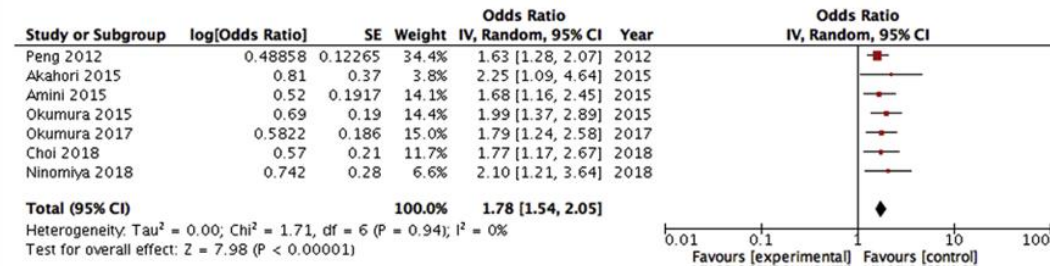 Odds Ratio Odds Ratio
Study or Subgroup log[Odds Ratio] SE Weight IV, Random, 95% CI Year IV, Random, 95% CI
Peng 2012 0.48858 0.12265 34.4% 1.63 [1.28, 2.07] 2012
Akahori 2015 0.81 0.37 3.8% 2.25 [1.09, 4.64] 2015
Amini 2015 0.52 0.1917 14.1% 1.68 [1.16, 2.45] 2015
Okumura 2015 0.69 0.19 14.4% 1.99 [1.37, 2.89] 2015
Okumura 2017 0.5822 0.186 15.0% 1.79 [1.24, 2.58] 2017
Choi 2018 0.57 0.21 11.7% 1.77 [1.17, 2.67] 2018
Ninomiya 2018 0.742 0.28 6.6% 2.10 [1.21, 3.64] 2018
Total (95% CI) 100.0% 1.78 [1.54, 2.05]
Heterogeneity: Tau² = 0.00; Chi² = 1.71, df = 6 (P = 0.94); I² = 0%
Test for overall effect: Z = 7.98 (P < 0.00001)
0.01 0.1 1 10 100
Favours [experimental] Favours [control]